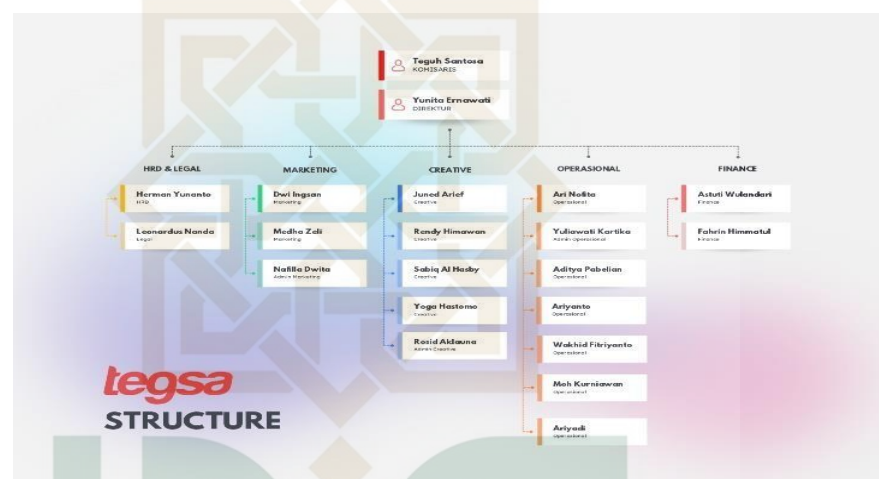 Teguh Santosa
KOMISARIS
Yunita Ernawati
DIREKTUR
HRD & LEGAL
MARKETING
CREATIVE
OPERASIONAL
FINANCE
Herman Yunanto
HRD
Leonardus Nanda
Legal
Dwi Ingsan
Marketing
Medha Zeli
Marketing
Nafilla Dwita
Admin Marketing
Juned Arief
Creative
Rendy Himawan
Creative
Sabiq Al Hasby
Creative
Yoga Hastomo
Creative
Rosid Aklauna
Admin Creative
Ari Nofita
Operasional
Yuliawati Kartika
Admin Operasional
Aditya Pabelian
Operasional
Ariyanto
Operasional
Wakhid Fitriyanto
Operasional
Moh Kurniawan
Operasional
Ariyadi
Operasional
Astuti Wulandari
Finance
Fahrin Himmatul
Finance
tegsa
STRUCTURE